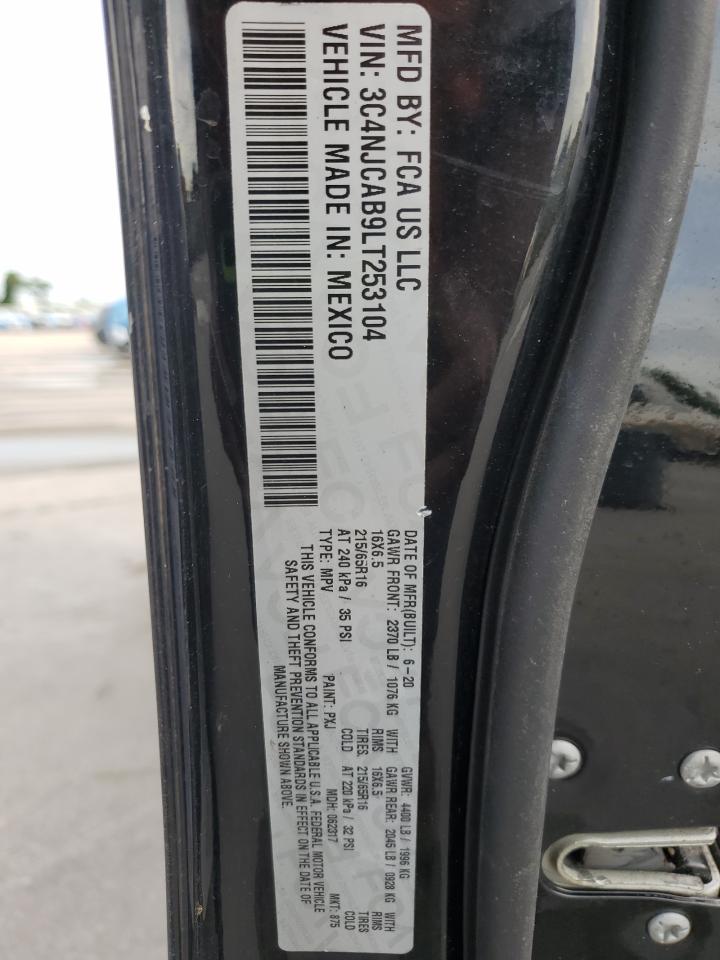 MFD BY: FCA US LLC
VIN: 3C4NJCAB9LT253104
VEHICLE MADE IN: MEXICO
DATE OF MFR(BUILT): 6-20 GVWR: 4400 LB / 1996 KG
GAWR FRONT: 2370 LB / 1076 KG WITH GAWR REAR: 2045 LB / 0928 KG WITH
16X6.5 RIMS 16X6.5 RIMS
215/65R16 TIRES 215/65R16 TIRES
AT 240 kPa / 35 PSI COLD AT 220 kPa / 32 PSI COLD
TYPE: MPV PAINT: PXJ MDH: 062317 MKT: 875
THIS VEHICLE CONFORMS TO ALL APPLICABLE U.S.A. FEDERAL MOTOR VEHICLE
SAFETY AND THEFT PREVENTION STANDARDS IN EFFECT ON THE DATE OF
MANUFACTURE SHOWN ABOVE.